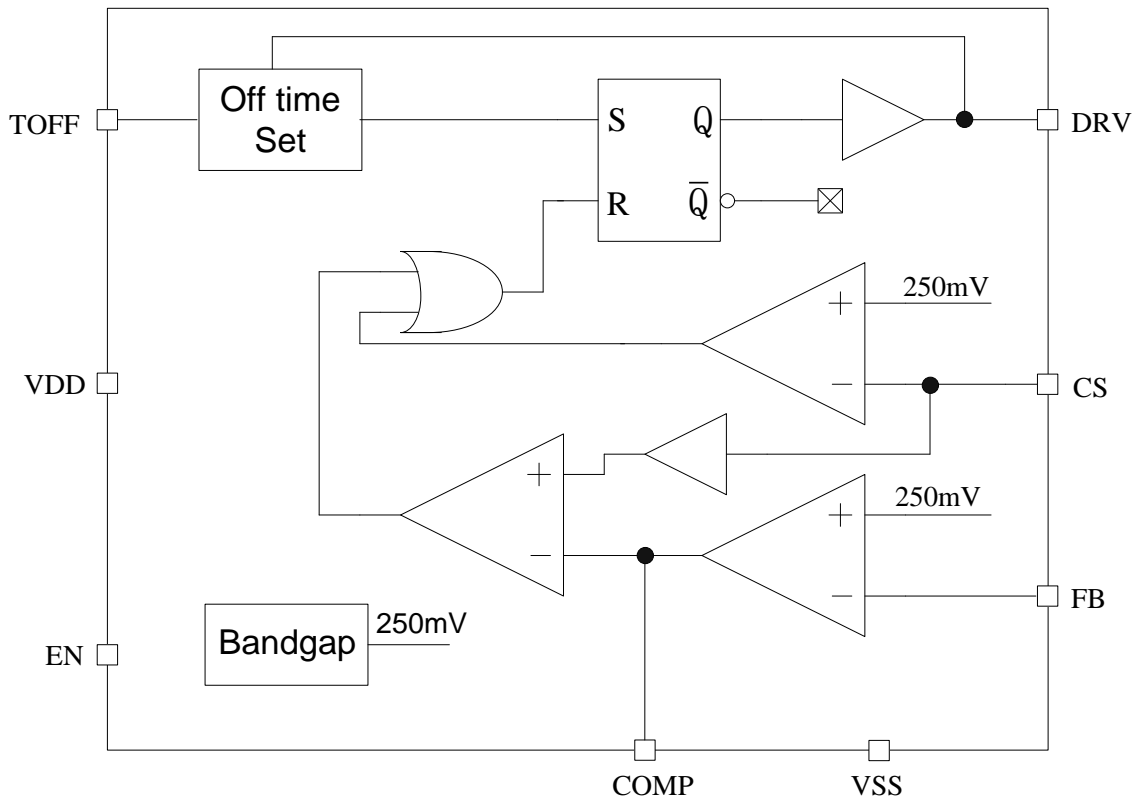 Off time
Set
TOFF
S
Q
DRV
R
Q̅
250mV
+
−
VDD
CS
+
−
250mV
+
−
FB
Bandgap
250mV
EN
COMP
VSS